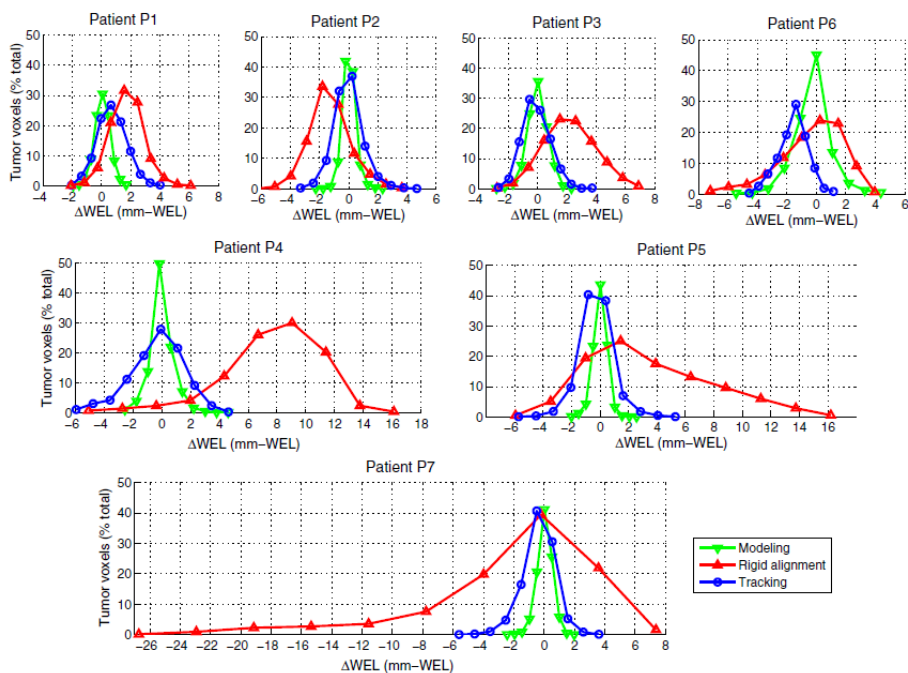 Patient P1
Patient P2
Patient P3
Patient P6
Tumor voxels (% total)
50
40
30
20
10
0
−4 −2 0 2 4 6 8
ΔWEL (mm−WEL)
50
40
30
20
10
0
−6 −4 −2 0 2 4 6
ΔWEL (mm−WEL)
50
40
30
20
10
0
−4 −2 0 2 4 6 8
ΔWEL (mm−WEL)
50
40
30
20
10
0
−8 −6 −4 −2 0 2 4 6
ΔWEL (mm−WEL)
Patient P4
Tumor voxels (% total)
50
40
30
20
10
0
−6 −4 −2 0 2 4 6 8 10 12 14 16 18
ΔWEL (mm−WEL)
Patient P5
Tumor voxels (% total)
50
40
30
20
10
0
−6 −4 −2 0 2 4 6 8 10 12 14 16
ΔWEL (mm−WEL)
Patient P7
Tumor voxels (% total)
50
40
30
20
10
0
−26 −24 −22 −20 −18 −16 −14 −12 −10 −8 −6 −4 −2 0 2 4 6 8
ΔWEL (mm−WEL)
Modeling
Rigid alignment
Tracking